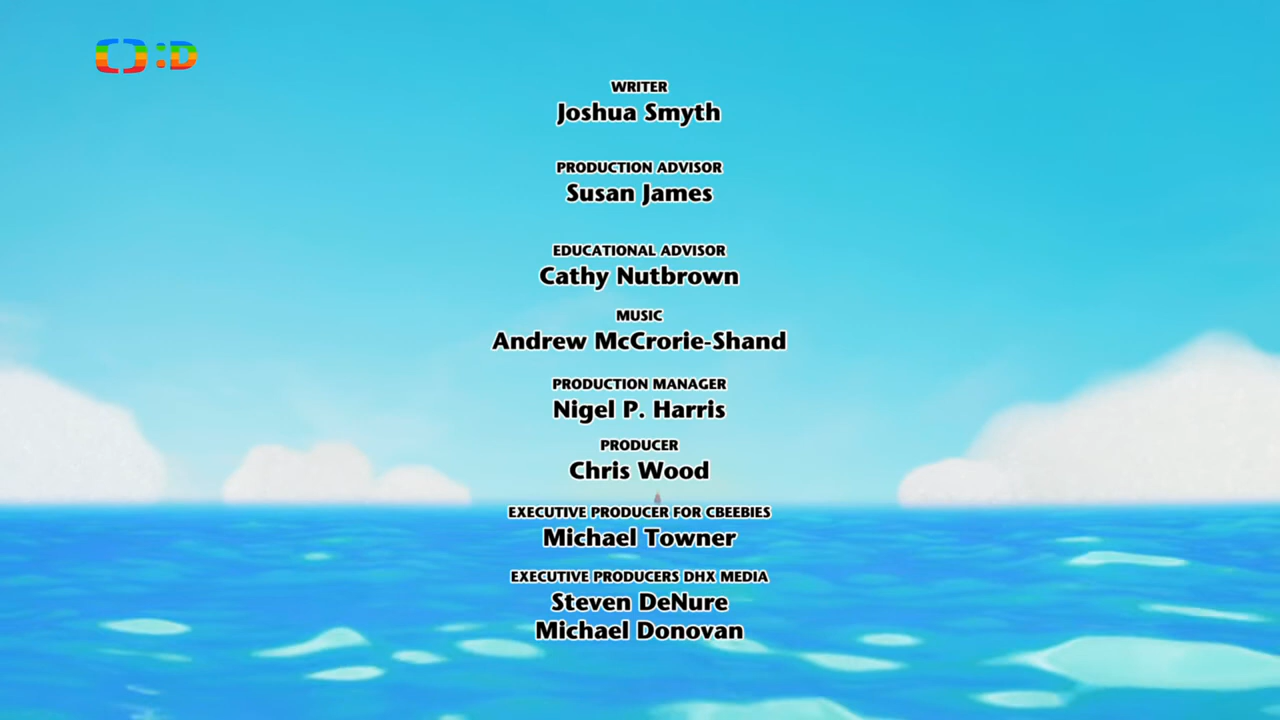 :D
WRITER
Joshua Smyth
PRODUCTION ADVISOR
Susan James
EDUCATIONAL ADVISOR
Cathy Nutbrown
MUSIC
Andrew McCrorie-Shand
PRODUCTION MANAGER
Nigel P. Harris
PRODUCER
Chris Wood
EXECUTIVE PRODUCER FOR CBEEBIES
Michael Towner
EXECUTIVE PRODUCERS DHX MEDIA
Steven DeNure
Michael Donovan